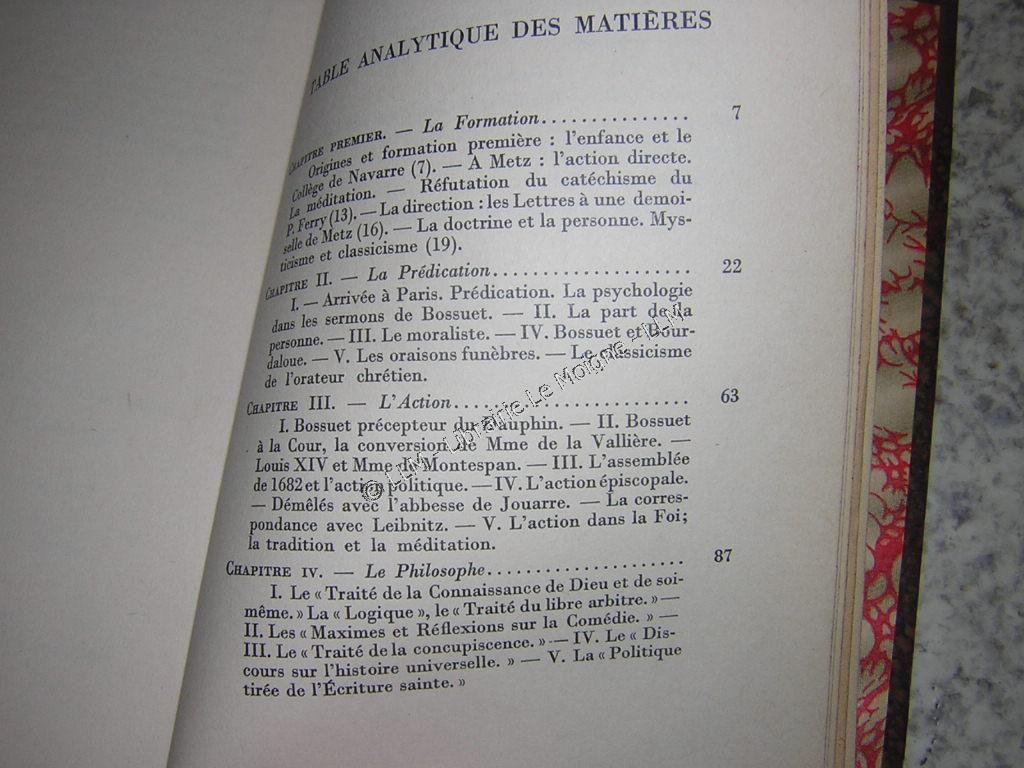 TABLE ANALYTIQUE DES MATIÈRES
CHAPITRE PREMIER. — La Formation............... 7
Origines et formation première : l'enfance et le
Collège de Navarre (7). — A Metz : l'action directe.
La méditation. — Réfutation du catéchisme du
P. Ferry (13). — La direction : les Lettres à une demoi-
selle de Metz (16). — La doctrine et la personne. Mys-
ticisme et classicisme (19).
CHAPITRE II. — La Prédication.................... 22
I. — Arrivée à Paris. Prédication. La psychologie
dans les sermons de Bossuet. — II. La part de la
personne. — III. Le moraliste. — IV. Bossuet et Bour-
daloue. — V. Les oraisons funèbres. — Le classicisme
de l'orateur chrétien.
CHAPITRE III. — L'Action........................ 63
I. Bossuet précepteur du Dauphin. — II. Bossuet
à la Cour, la conversion de Mme de la Vallière. —
Louis XIV et Mme de Montespan. — III. L'assemblée
de 1682 et l'action politique. — IV. L'action épiscopale.
— Démêlés avec l'abbesse de Jouarre. — La corres-
pondance avec Leibnitz. — V. L'action dans la Foi;
la tradition et la méditation.
CHAPITRE IV. — Le Philosophe.................... 87
I. Le « Traité de la Connaissance de Dieu et de soi-
même. » La « Logique », le « Traité du libre arbitre. » —
II. Les « Maximes et Réflexions sur la Comédie. » —
III. Le « Traité de la concupiscence. » — IV. Le « Dis-
cours sur l'histoire universelle. » — V. La « Politique
tirée de l'Écriture sainte. »
© LLM - Librairie Le Moigne - LLM